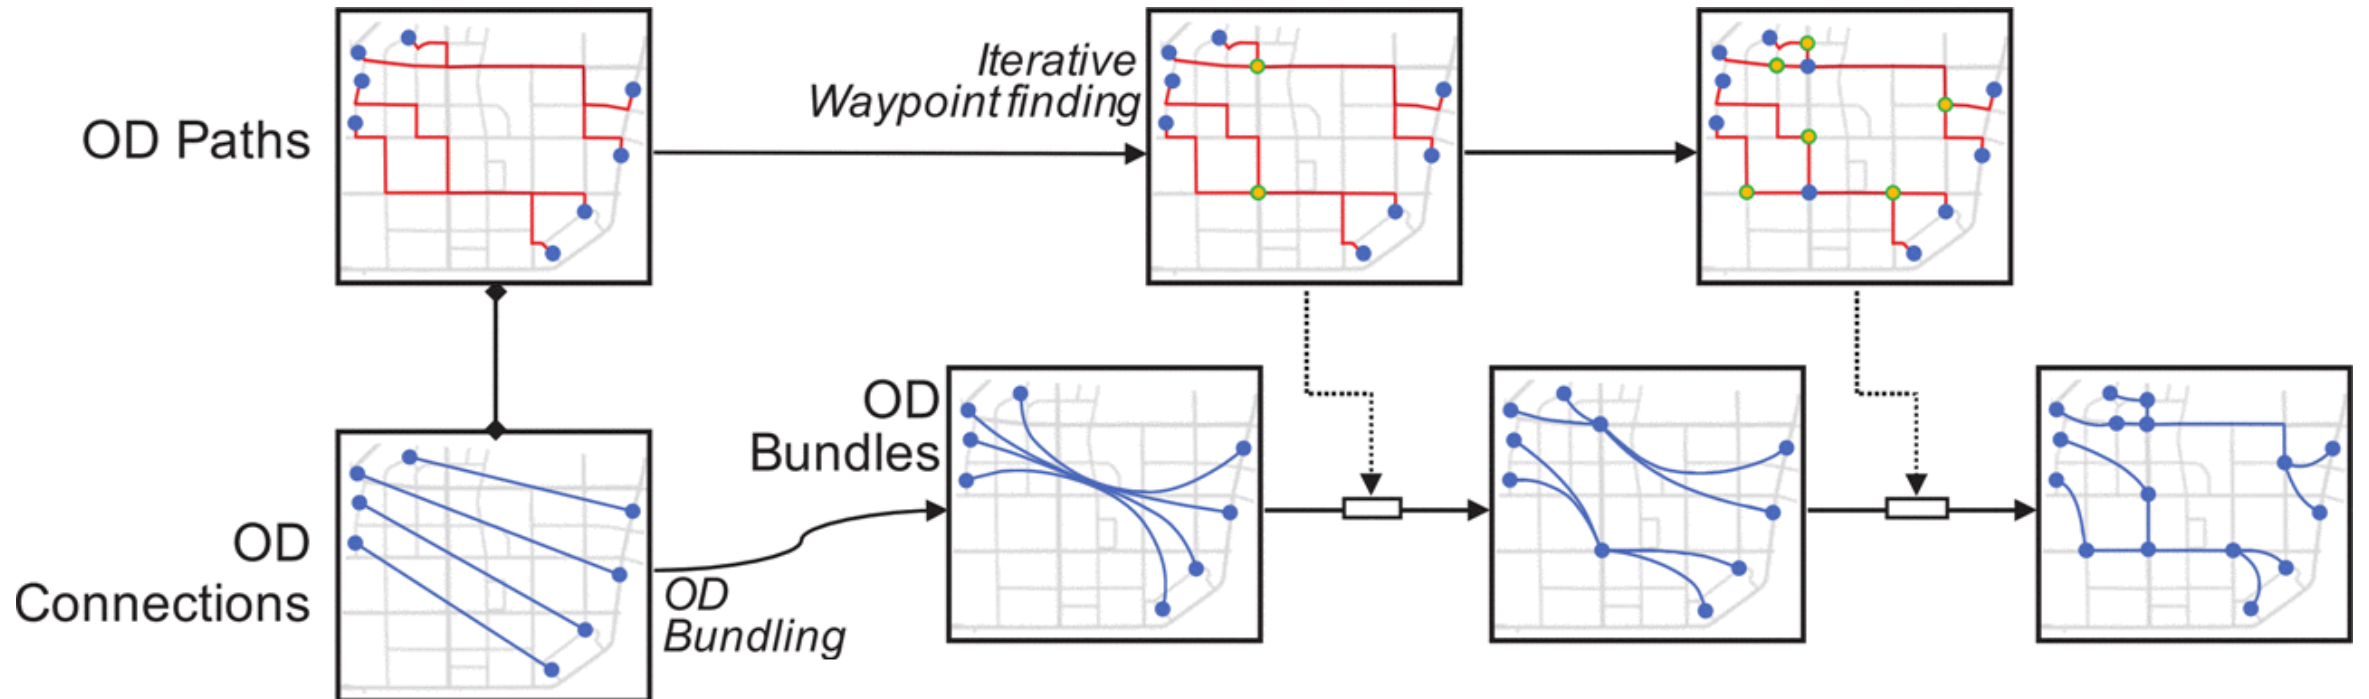 OD Paths
Iterative
Waypoint finding
OD
Connections
OD
Bundling
OD
Bundles